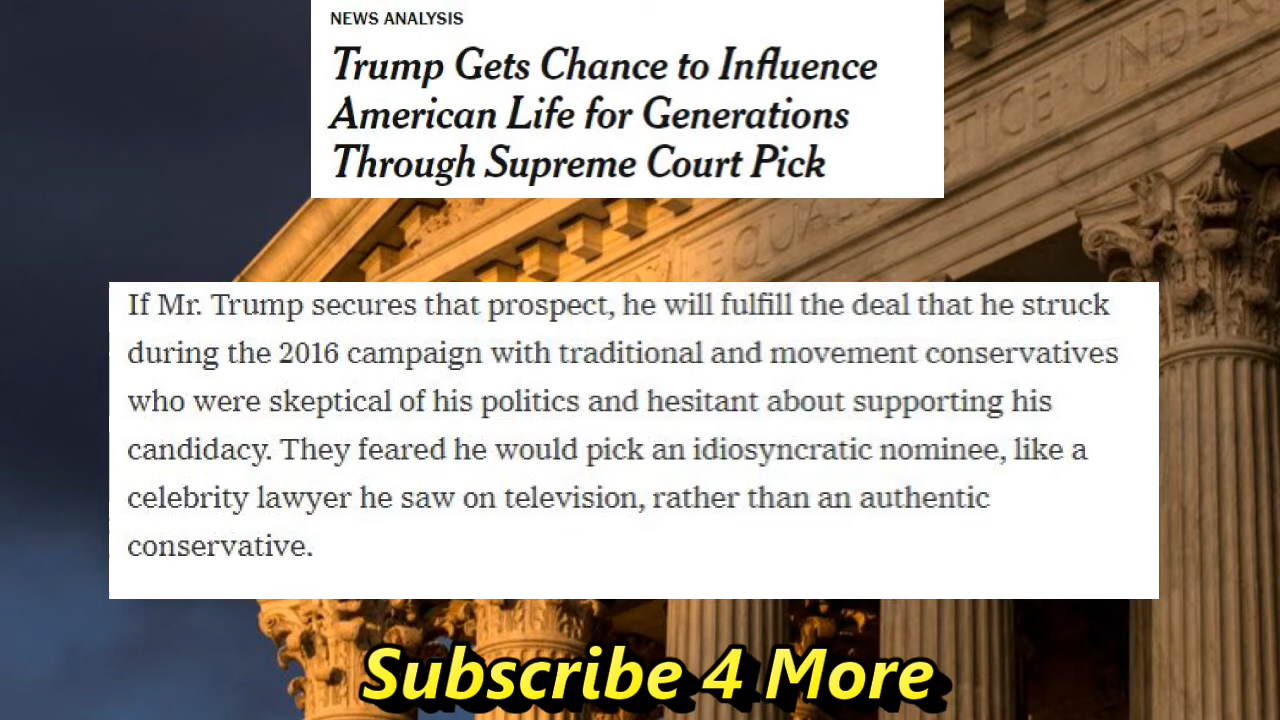 NEWS ANALYSIS
Trump Gets Chance to Influence
American Life for Generations
Through Supreme Court Pick
STICE·UNDER
EQUAL
If Mr. Trump secures that prospect, he will fulfill the deal that he struck
during the 2016 campaign with traditional and movement conservatives
who were skeptical of his politics and hesitant about supporting his
candidacy. They feared he would pick an idiosyncratic nominee, like a
celebrity lawyer he saw on television, rather than an authentic
conservative.
Subscribe 4 More